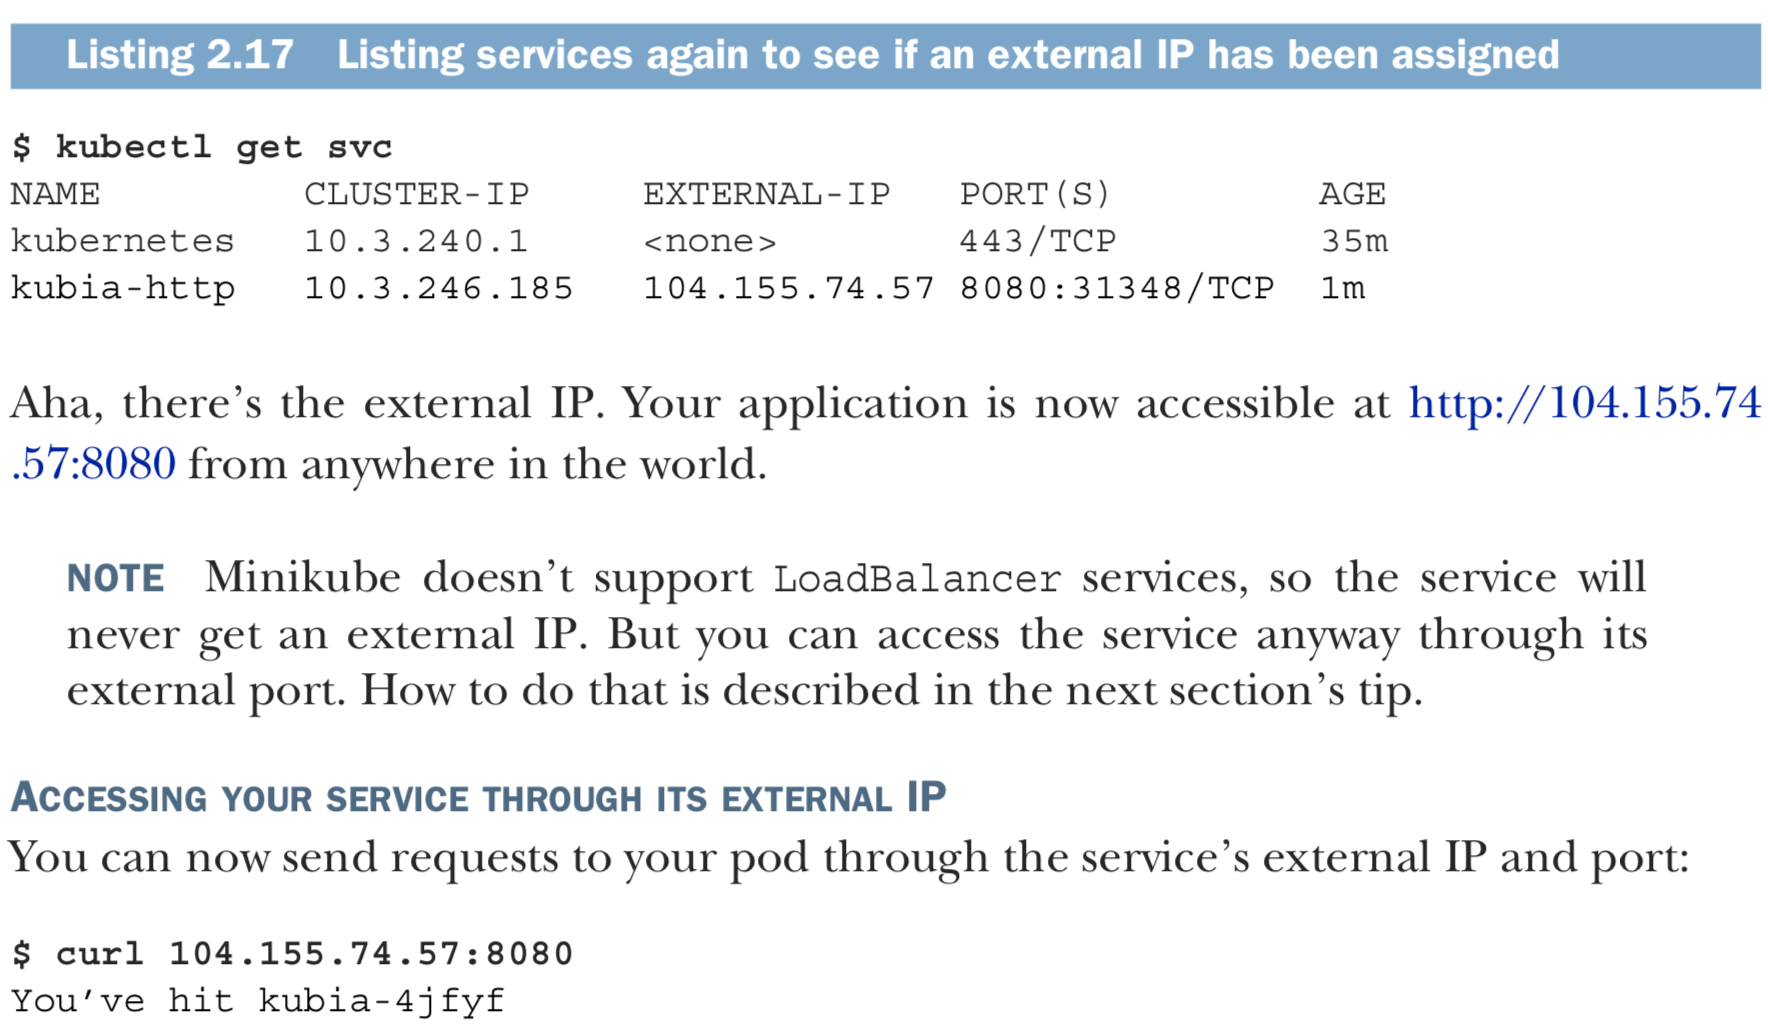 Listing 2.17 Listing services again to see if an external IP has been assigned
$ kubectl get svc
NAME CLUSTER-IP EXTERNAL-IP PORT(S) AGE
kubernetes 10.3.240.1 <none> 443/TCP 35m
kubia-http 10.3.246.185 104.155.74.57 8080:31348/TCP 1m
Aha, there’s the external IP. Your application is now accessible at http://104.155.74
.57:8080 from anywhere in the world.
NOTE Minikube doesn’t support LoadBalancer services, so the service will
never get an external IP. But you can access the service anyway through its
external port. How to do that is described in the next section’s tip.
ACCESSING YOUR SERVICE THROUGH ITS EXTERNAL IP
You can now send requests to your pod through the service’s external IP and port:
$ curl 104.155.74.57:8080
You’ve hit kubia-4jfyf